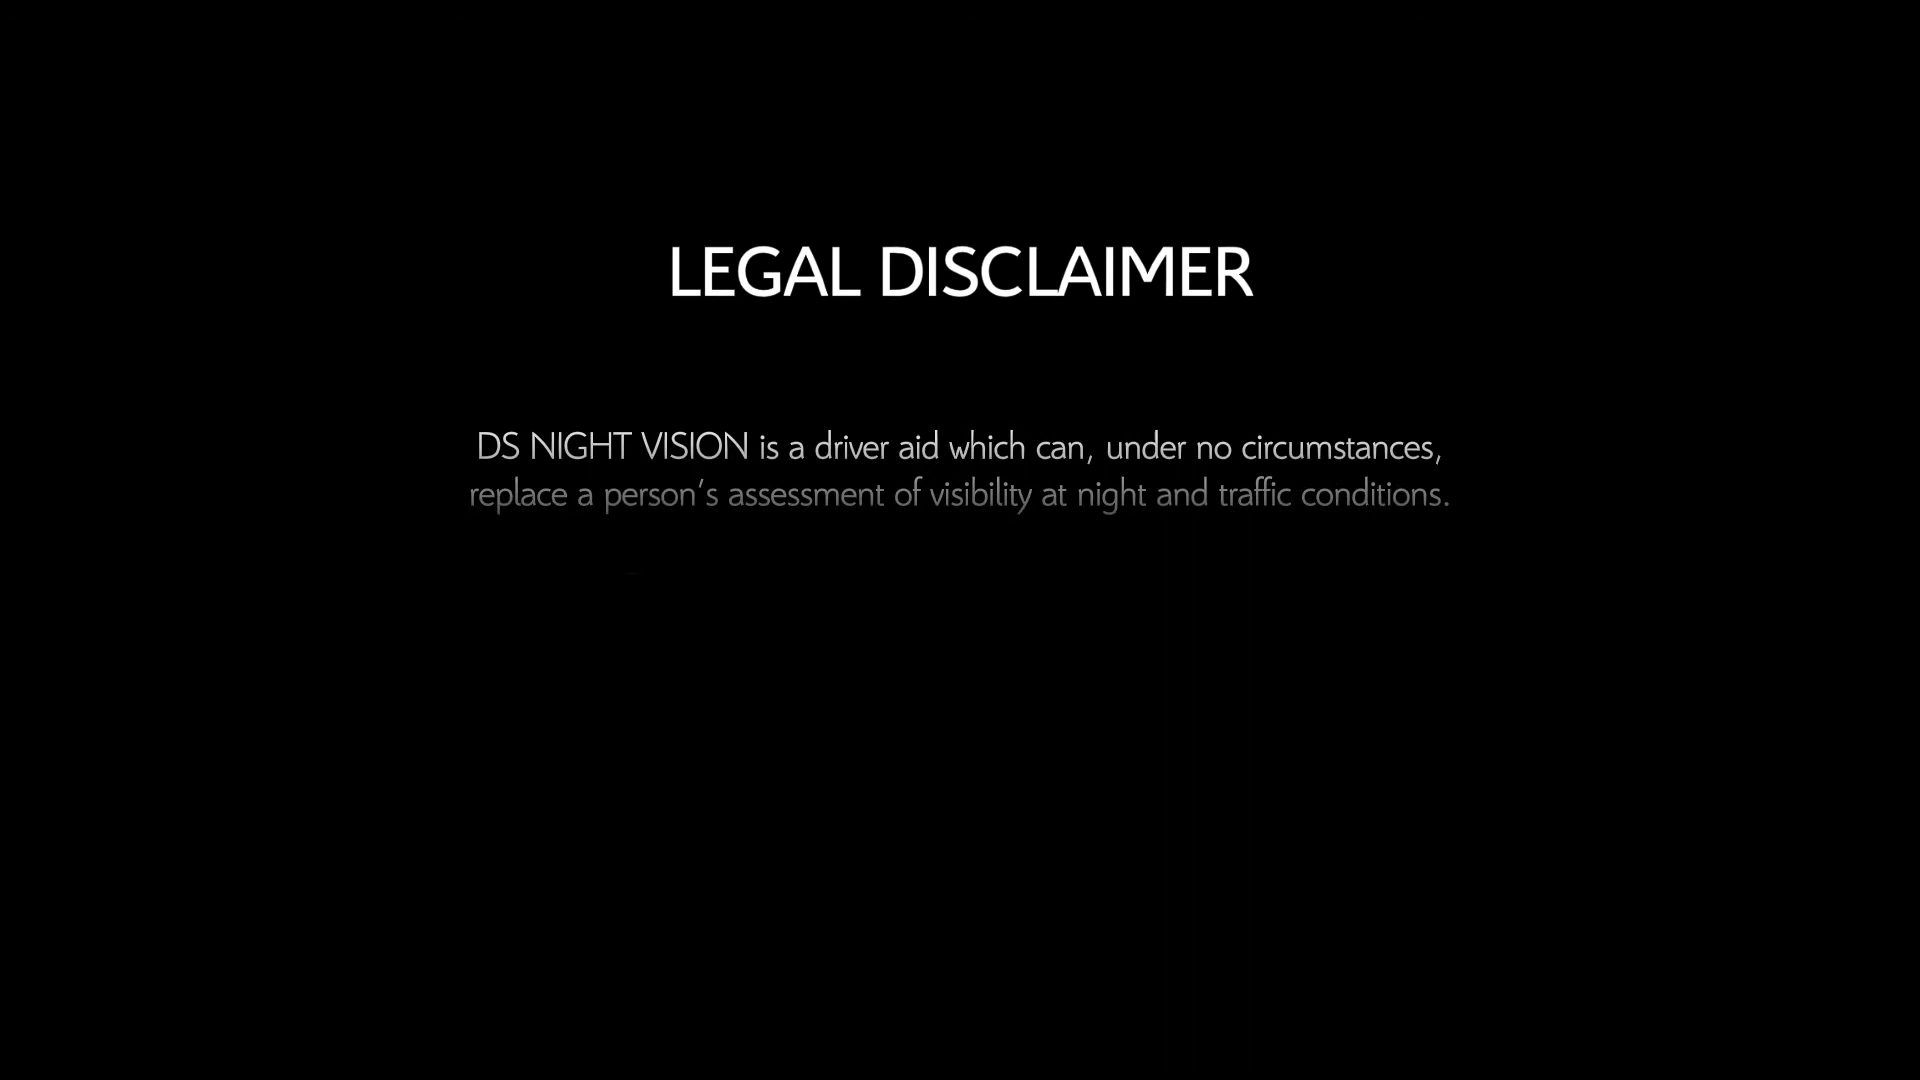 LEGAL DISCLAIMER
DS NIGHT VISION is a driver aid which can, under no circumstances,
replace a person's assessment of visibility at night and traffic conditions.